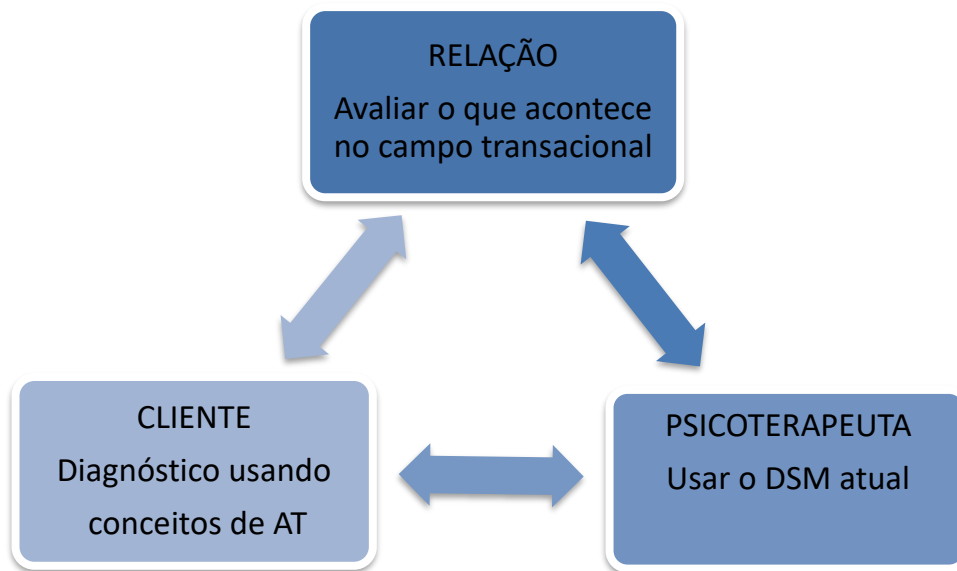 RELAÇÃO
Avaliar o que acontece
no campo transacional
CLIENTE
Diagnóstico usando
conceitos de AT
PSICOTERAPEUTA
Usar o DSM atual